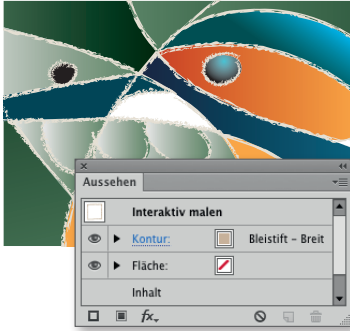 Aussehen
Interaktiv malen
Kontur: Bleistift – Breit
Fläche:
Inhalt
fx